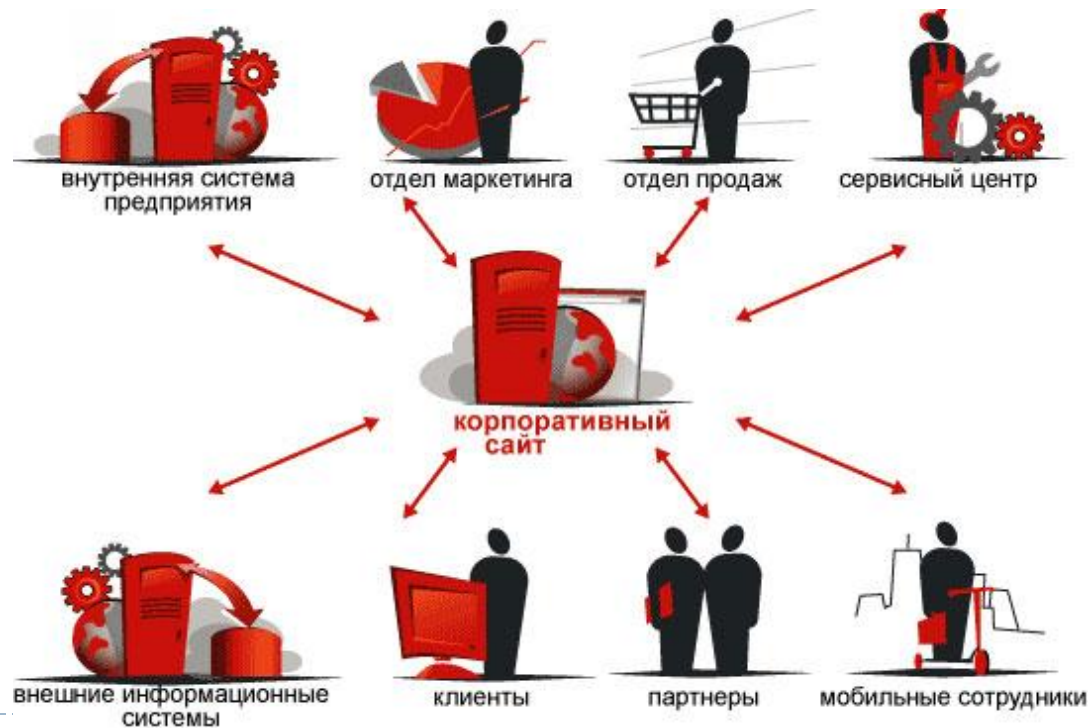 внутренняя система
предприятия
отдел маркетинга
отдел продаж
сервисный центр
корпоративный
сайт
внешние информационные
системы
клиенты
партнеры
мобильные сотрудники